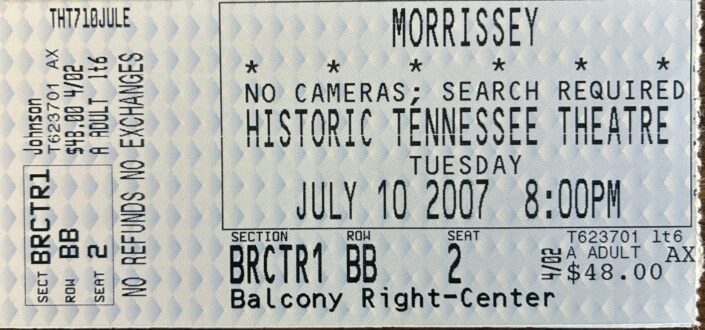 THT710JULE
Johnson
T623701 AX
$48.00 4/02
A ADULT 1t6
SECT BRCTR1
ROW BB
SEAT 2
NO REFUNDS NO EXCHANGES
MORRISSEY
* * * * * *
NO CAMERAS; SEARCH REQUIRED
HISTORIC TENNESSEE THEATRE
TUESDAY
JULY 10 2007 8:00PM
SECTION ROW SEAT
BRCTR1 BB 2
Balcony Right-Center
4/02
T623701 1t6
A ADULT AX
$48.00